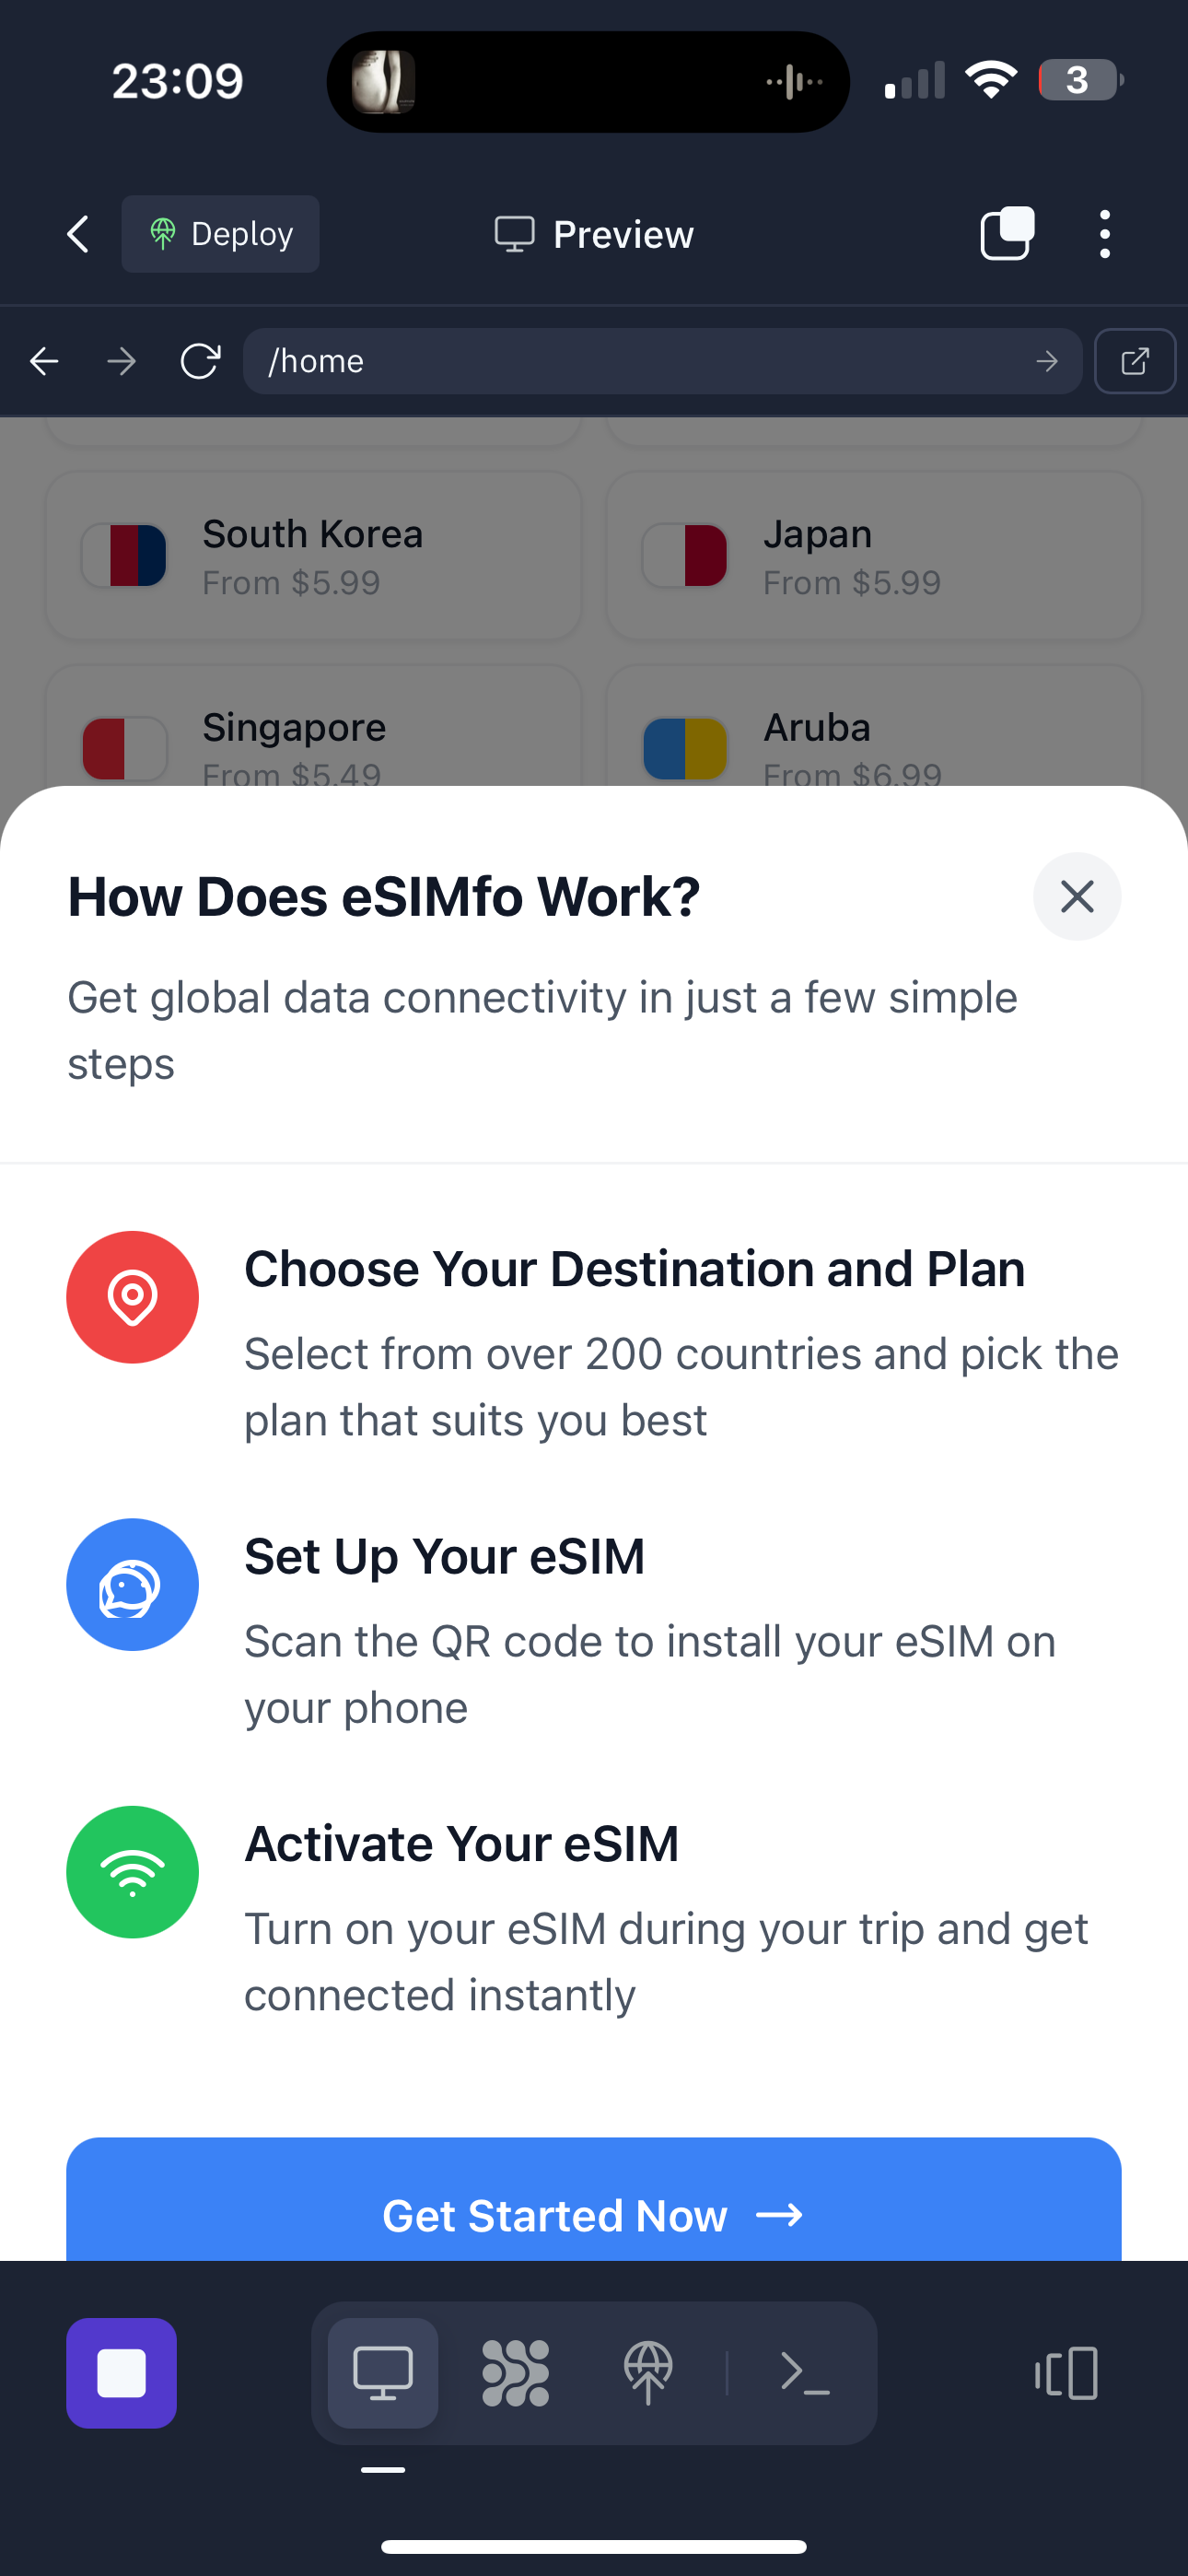 23:09
3
Deploy
Preview
/home
South Korea
From $5.99
Japan
From $5.99
Singapore
From $5.49
Aruba
From $6.99
How Does eSIMfo Work?
Get global data connectivity in just a few simple
steps
Choose Your Destination and Plan
Select from over 200 countries and pick the
plan that suits you best
Set Up Your eSIM
Scan the QR code to install your eSIM on
your phone
Activate Your eSIM
Turn on your eSIM during your trip and get
connected instantly
Get Started Now